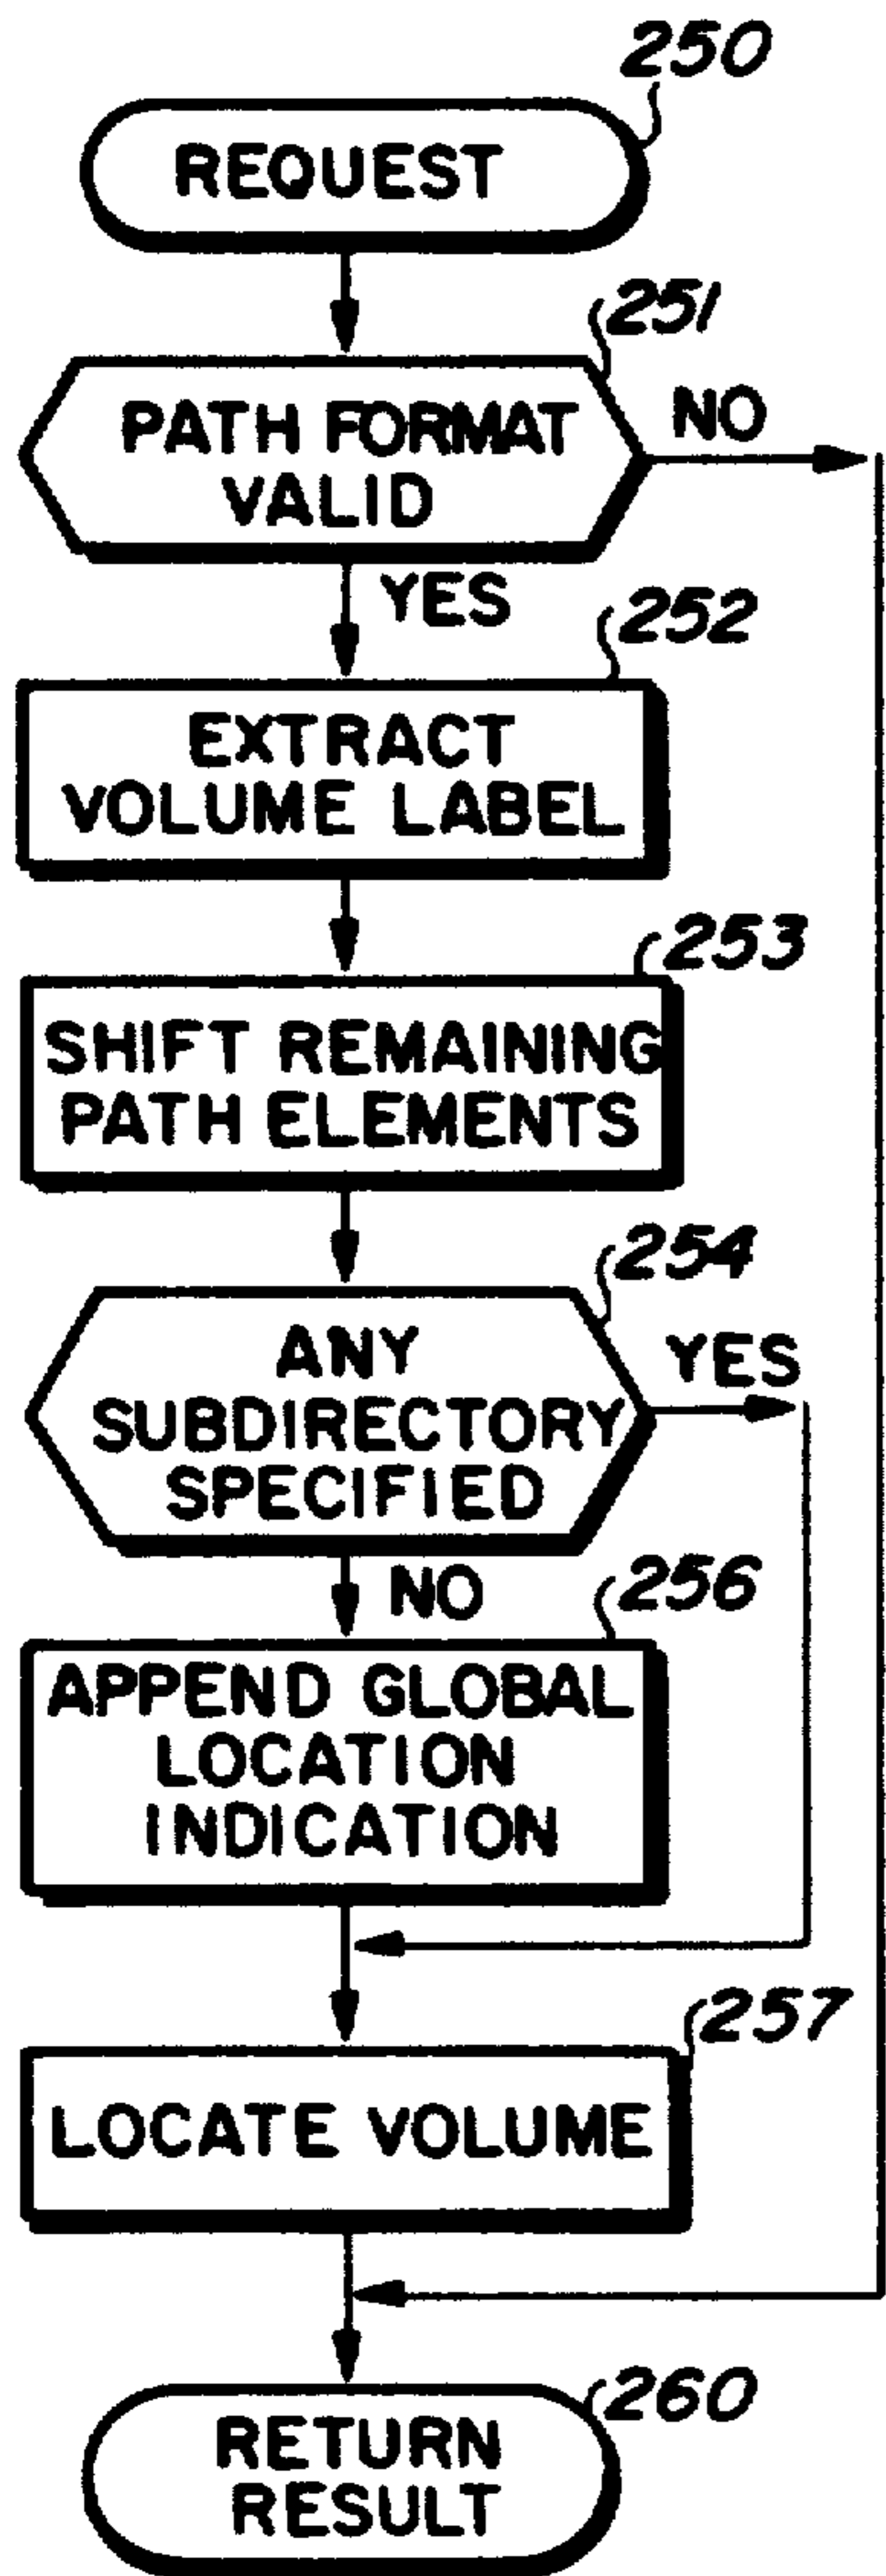 250
REQUEST
251
PATH FORMAT
VALID
NO
YES
252
EXTRACT
VOLUME LABEL
253
SHIFT REMAINING
PATH ELEMENTS
254
ANY
SUBDIRECTORY
SPECIFIED
YES
NO
256
APPEND GLOBAL
LOCATION
INDICATION
257
LOCATE VOLUME
260
RETURN
RESULT